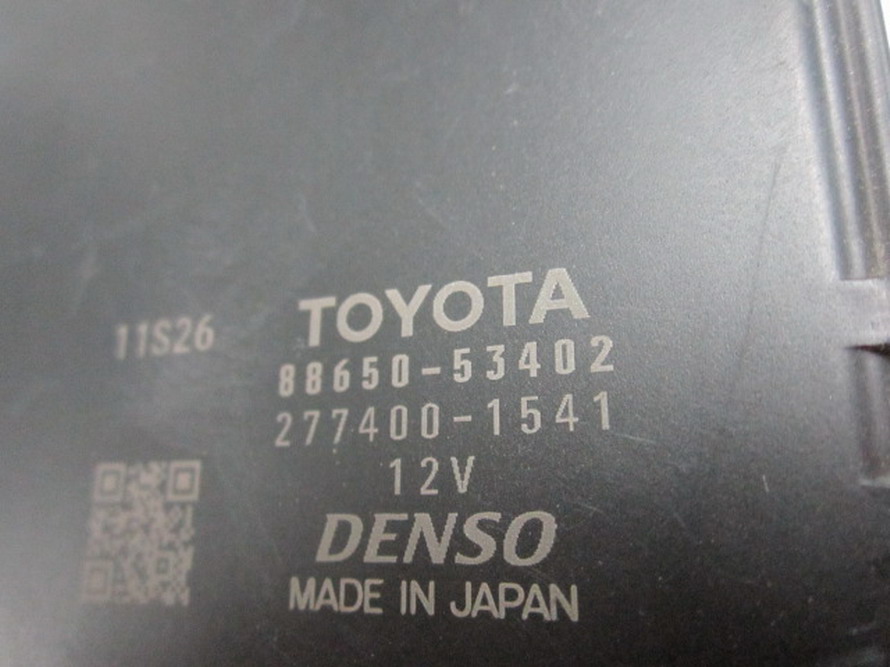 TOYOTA
11S26
88650-53402
277400-1541
12V
DENSO
MADE IN JAPAN